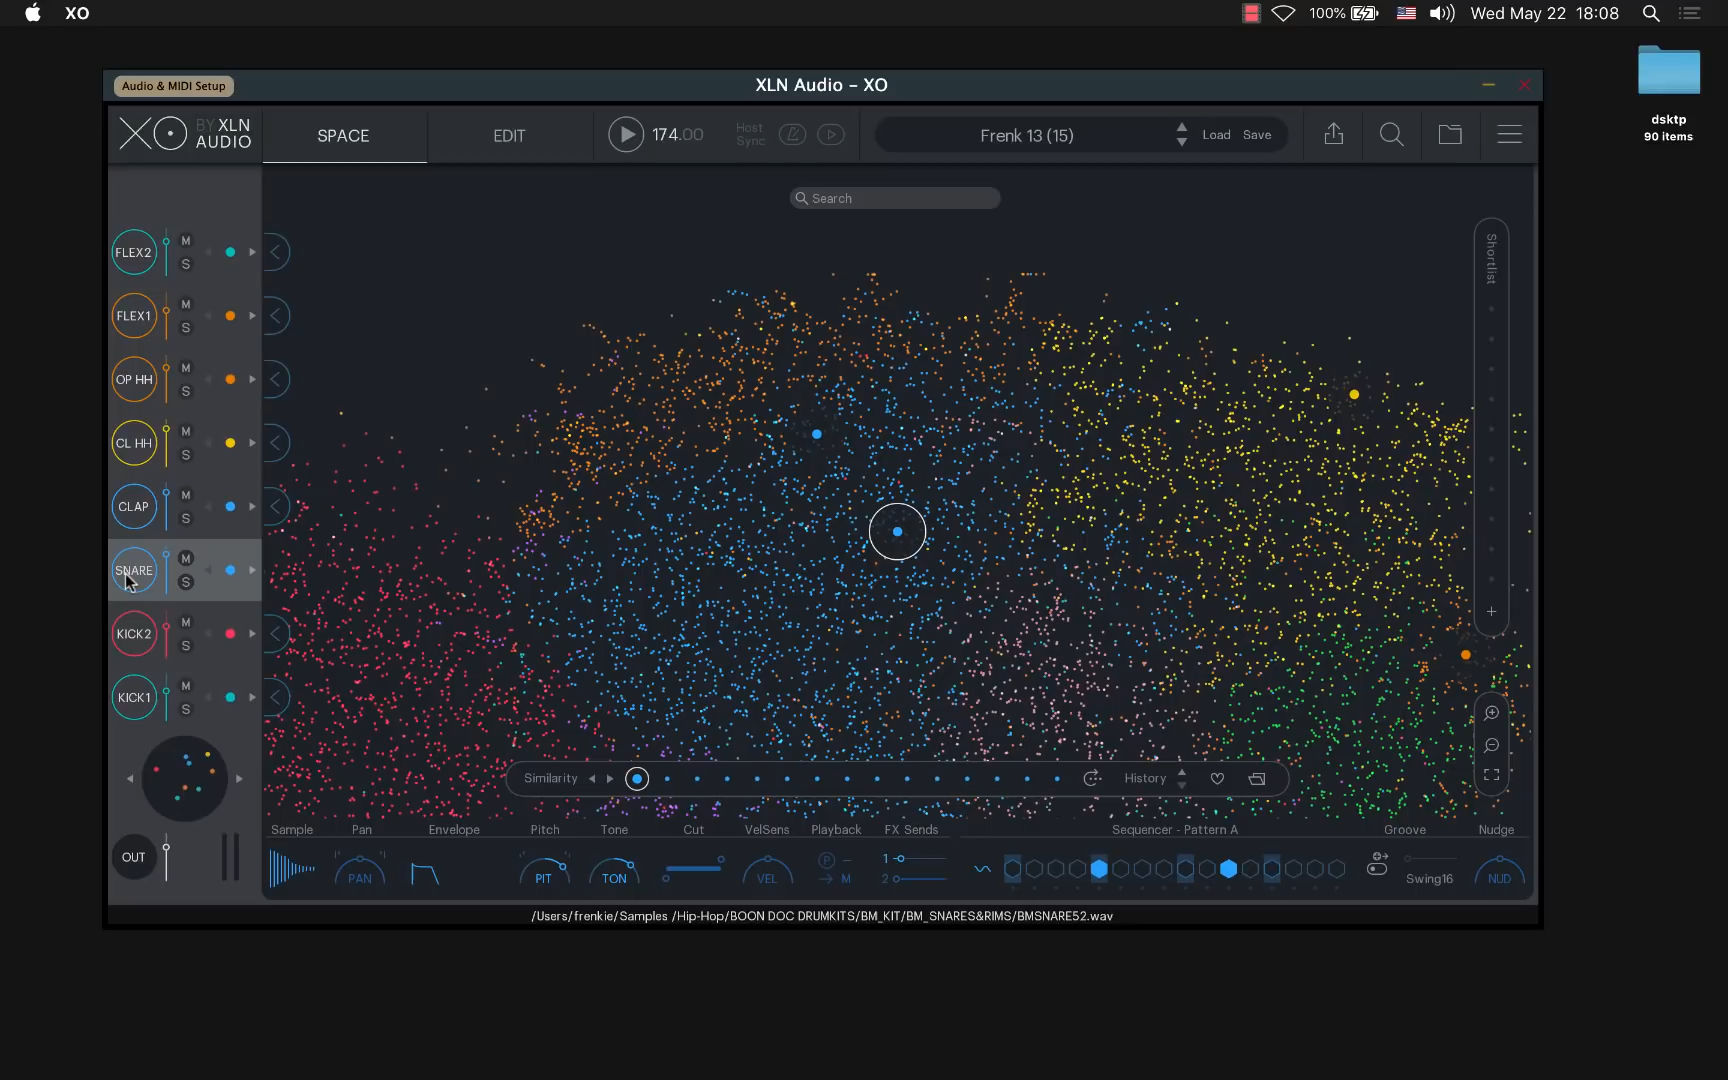 XO
100%
Wed May 22 18:08
dsktp
90 items
Audio & MIDI Setup
XLN Audio – XO
XO BY XLN AUDIO
SPACE
EDIT
174.00
Host Sync
Frenk 13 (15)
Load
Save
Search
Shortlist
FLEX2
M
S
FLEX1
M
S
OP HH
M
S
CL HH
M
S
CLAP
M
S
SNARE
M
S
KICK2
M
S
KICK1
M
S
OUT
Similarity
History
Sample
Pan
Envelope
Pitch
Tone
Cut
VelSens
Playback
FX Sends
Sequencer - Pattern A
Groove
Nudge
PAN
PIT
TON
VEL
P –
→ M
1
2
Swing16
NUD
/Users/frenkie/Samples /Hip-Hop/BOON DOC DRUMKITS/BM_KIT/BM_SNARES&RIMS/BMSNARE52.wav